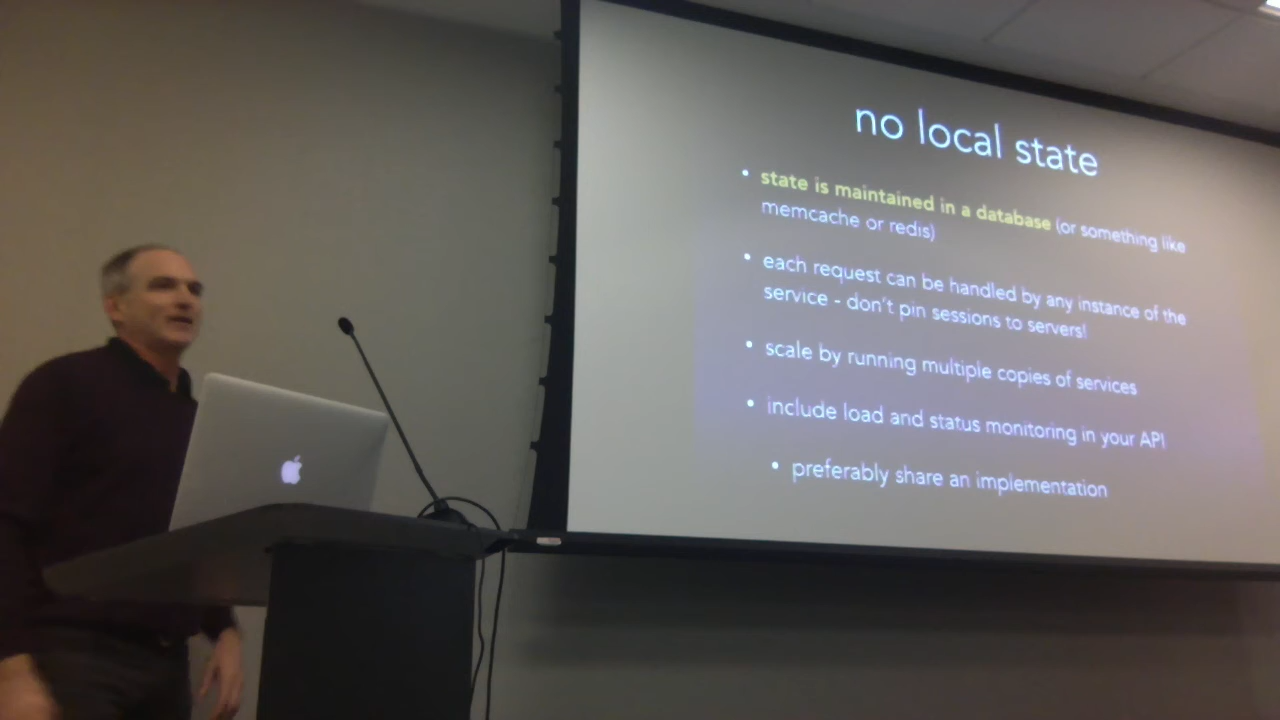 no local state
• state is maintained in a database (or something like
memcache or redis)
• each request can be handled by any instance of the
service - don't pin sessions to servers!
• scale by running multiple copies of services
• include load and status monitoring in your API
• preferably share an implementation